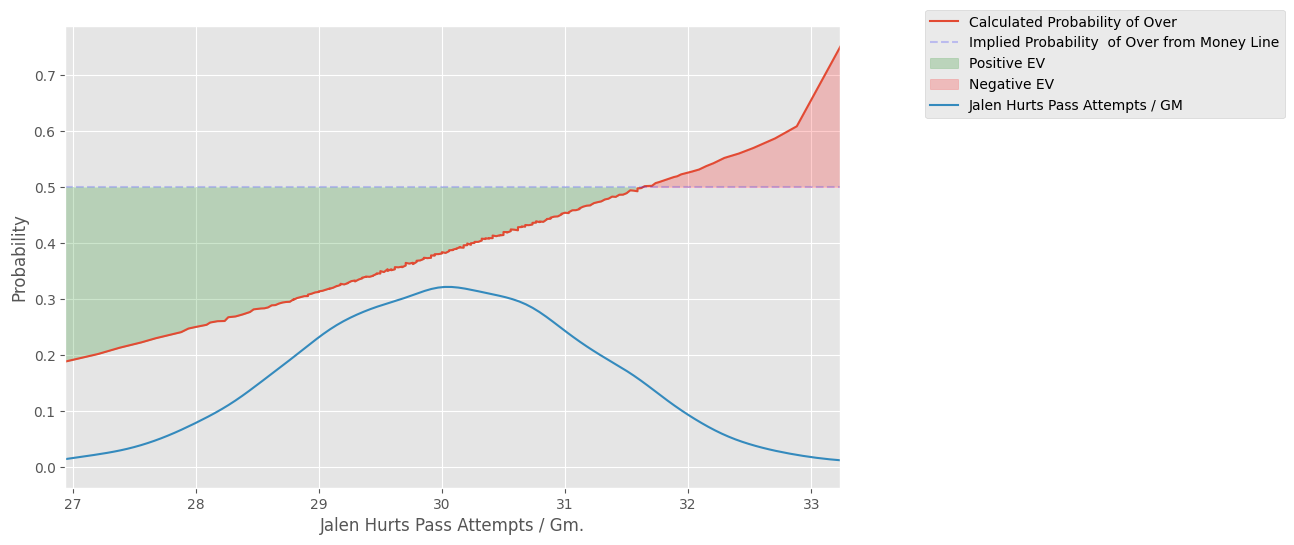 Calculated Probability of Over
Implied Probability  of Over from Money Line
Positive EV
Negative EV
Jalen Hurts Pass Attempts / GM
Probability
0.7
0.6
0.5
0.4
0.3
0.2
0.1
0.0
27 28 29 30 31 32 33
Jalen Hurts Pass Attempts / Gm.